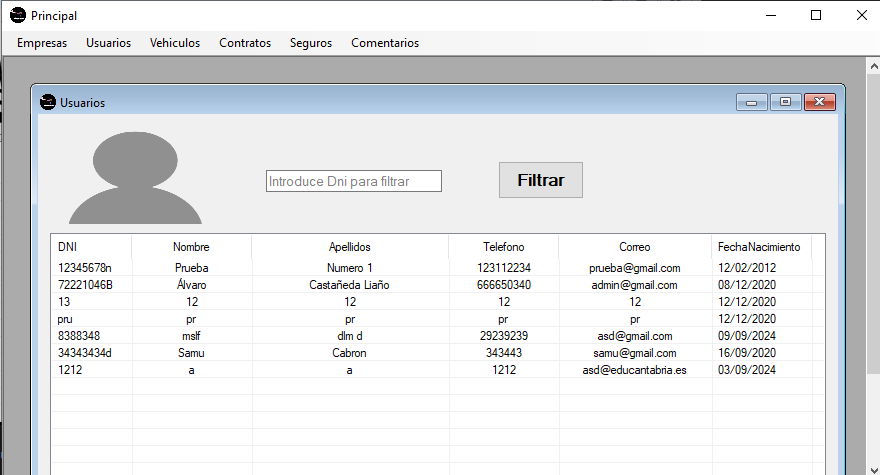 Principal
Empresas Usuarios Vehiculos Contratos Seguros Comentarios
Usuarios
Introduce Dni para filtrar Filtrar
DNI Nombre Apellidos Telefono Correo FechaNacimiento
12345678n Prueba Numero 1 123112234 prueba@gmail.com 12/02/2012
72221046B Álvaro Castañeda Liaño 666650340 admin@gmail.com 08/12/2020
13 12 12 12 12 12/12/2020
pru pr pr pr pr 12/12/2020
8388348 mslf dlm d 29239239 asd@gmail.com 09/09/2024
34343434d Samu Cabron 343443 samu@gmail.com 16/09/2020
1212 a a 1212 asd@educantabria.es 03/09/2024